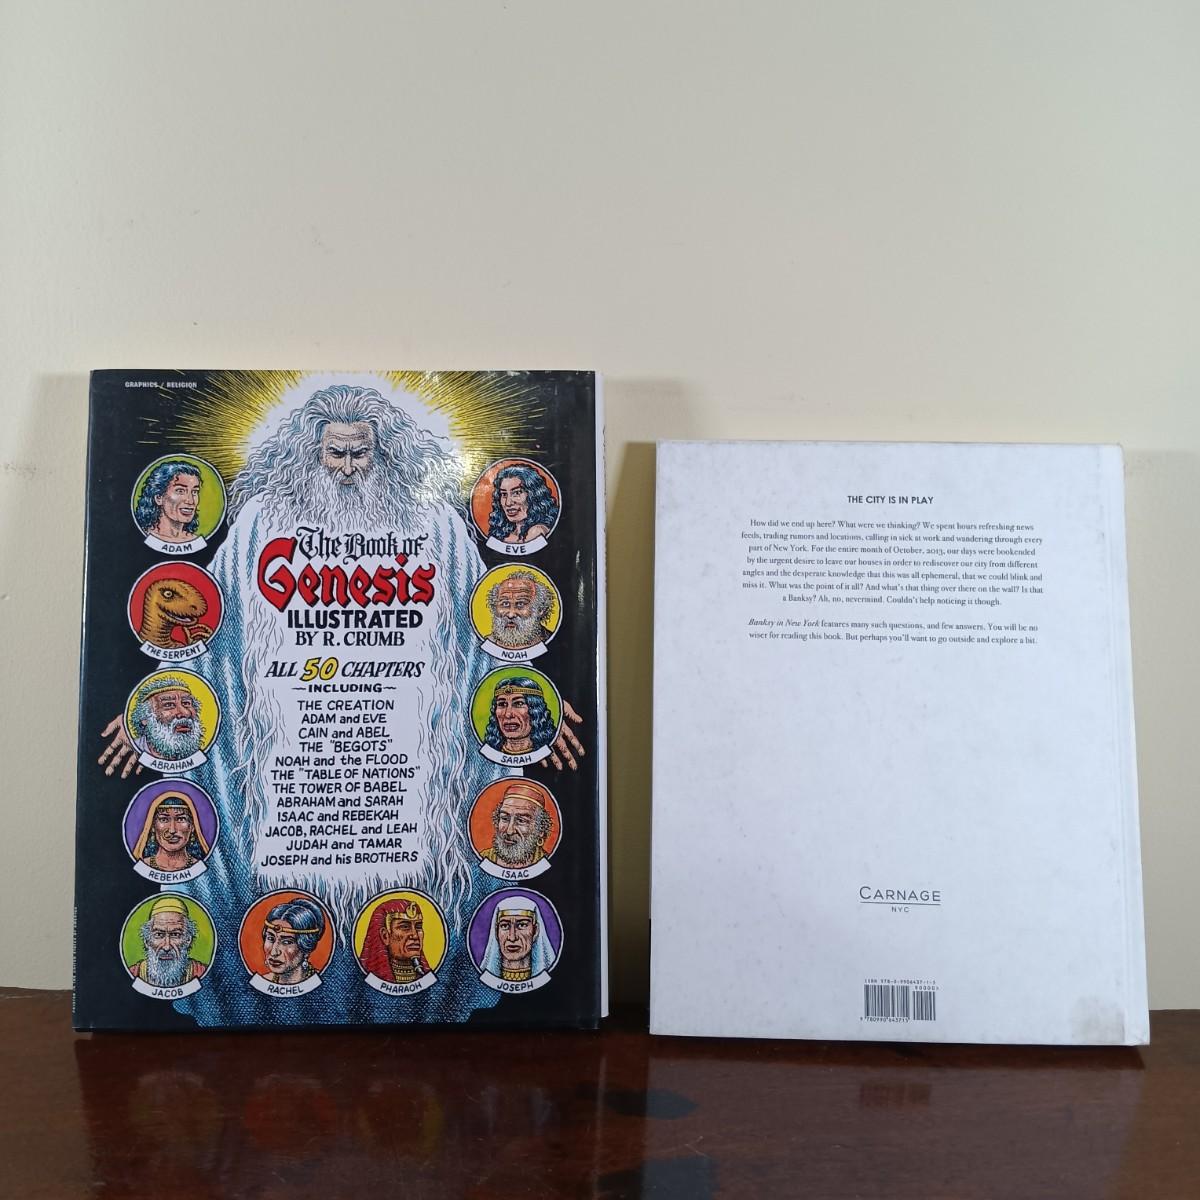 GRAPHICS / RELIGION
The Book of
Genesis
ILLUSTRATED
BY R. CRUMB
ALL 50 CHAPTERS
INCLUDING
THE CREATION
ADAM and EVE
CAIN and ABEL
THE "BEGOTS"
NOAH and the FLOOD
THE "TABLE OF NATIONS"
THE TOWER OF BABEL
ABRAHAM and SARAH
ISAAC and REBEKAH
JACOB, RACHEL and LEAH
JUDAH and TAMAR
JOSEPH and his BROTHERS
ADAM
EVE
THE SERPENT
NOAH
ABRAHAM
SARAH
REBEKAH
ISAAC
JACOB
RACHEL
PHARAOH
JOSEPH
THE CITY IS IN PLAY
How did we end up here? What were we thinking? We spent hours refreshing news
feeds, trading rumors and locations, calling in sick at work and wandering through every
part of New York. For the entire month of October, 2013, our days were bookended
by the urgent desire to leave our houses in order to rediscover our city from different
angles and the desperate knowledge that this was all ephemeral, that we could blink and
miss it. What was the point of it all? And what's that thing over there on the wall? Is that
a Banksy? Ah, no, nevermind. Couldn't help noticing it though.
Banksy in New York features many such questions, and few answers. You will be no
wiser for reading this book. But perhaps you'll want to go outside and explore a bit.
CARNAGE
NYC
ISBN 978-0-9906437-1-5
90000>
9 780990 643715